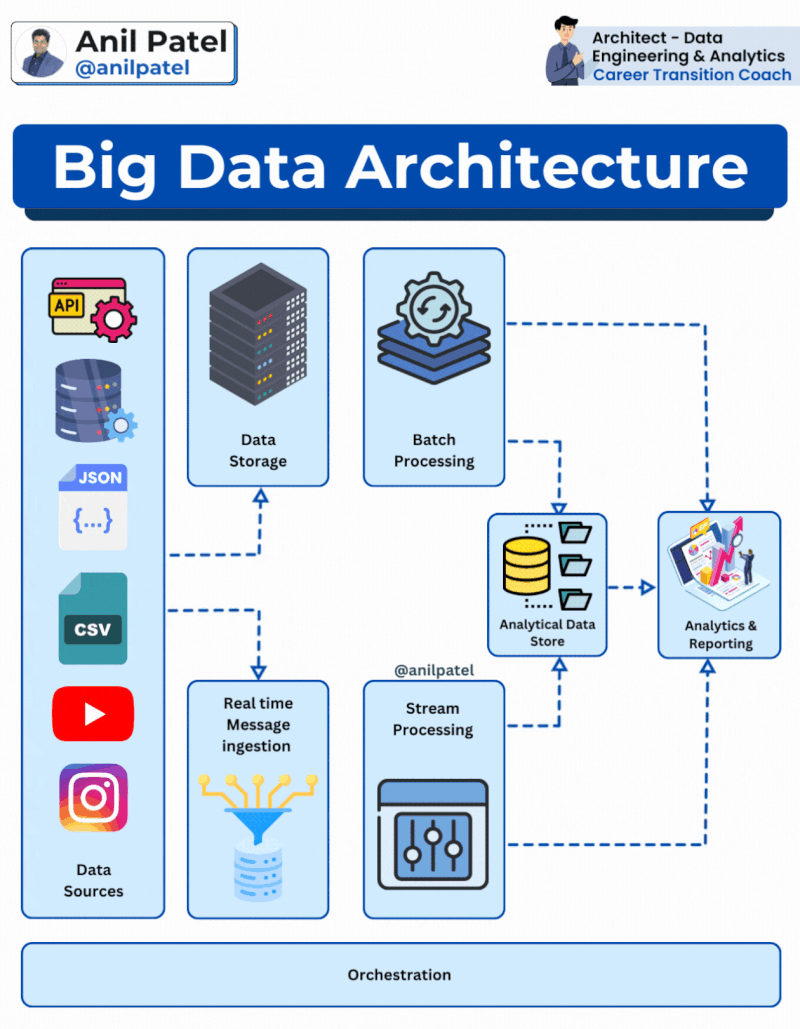 Anil Patel
@anilpatel
Architect - Data
Engineering & Analytics
Career Transition Coach
Big Data Architecture
API
JSON
{...}
CSV
Data
Sources
Data
Storage
Real time
Message
ingestion
Batch
Processing
@anilpatel
Stream
Processing
Analytical Data
Store
Analytics &
Reporting
Orchestration